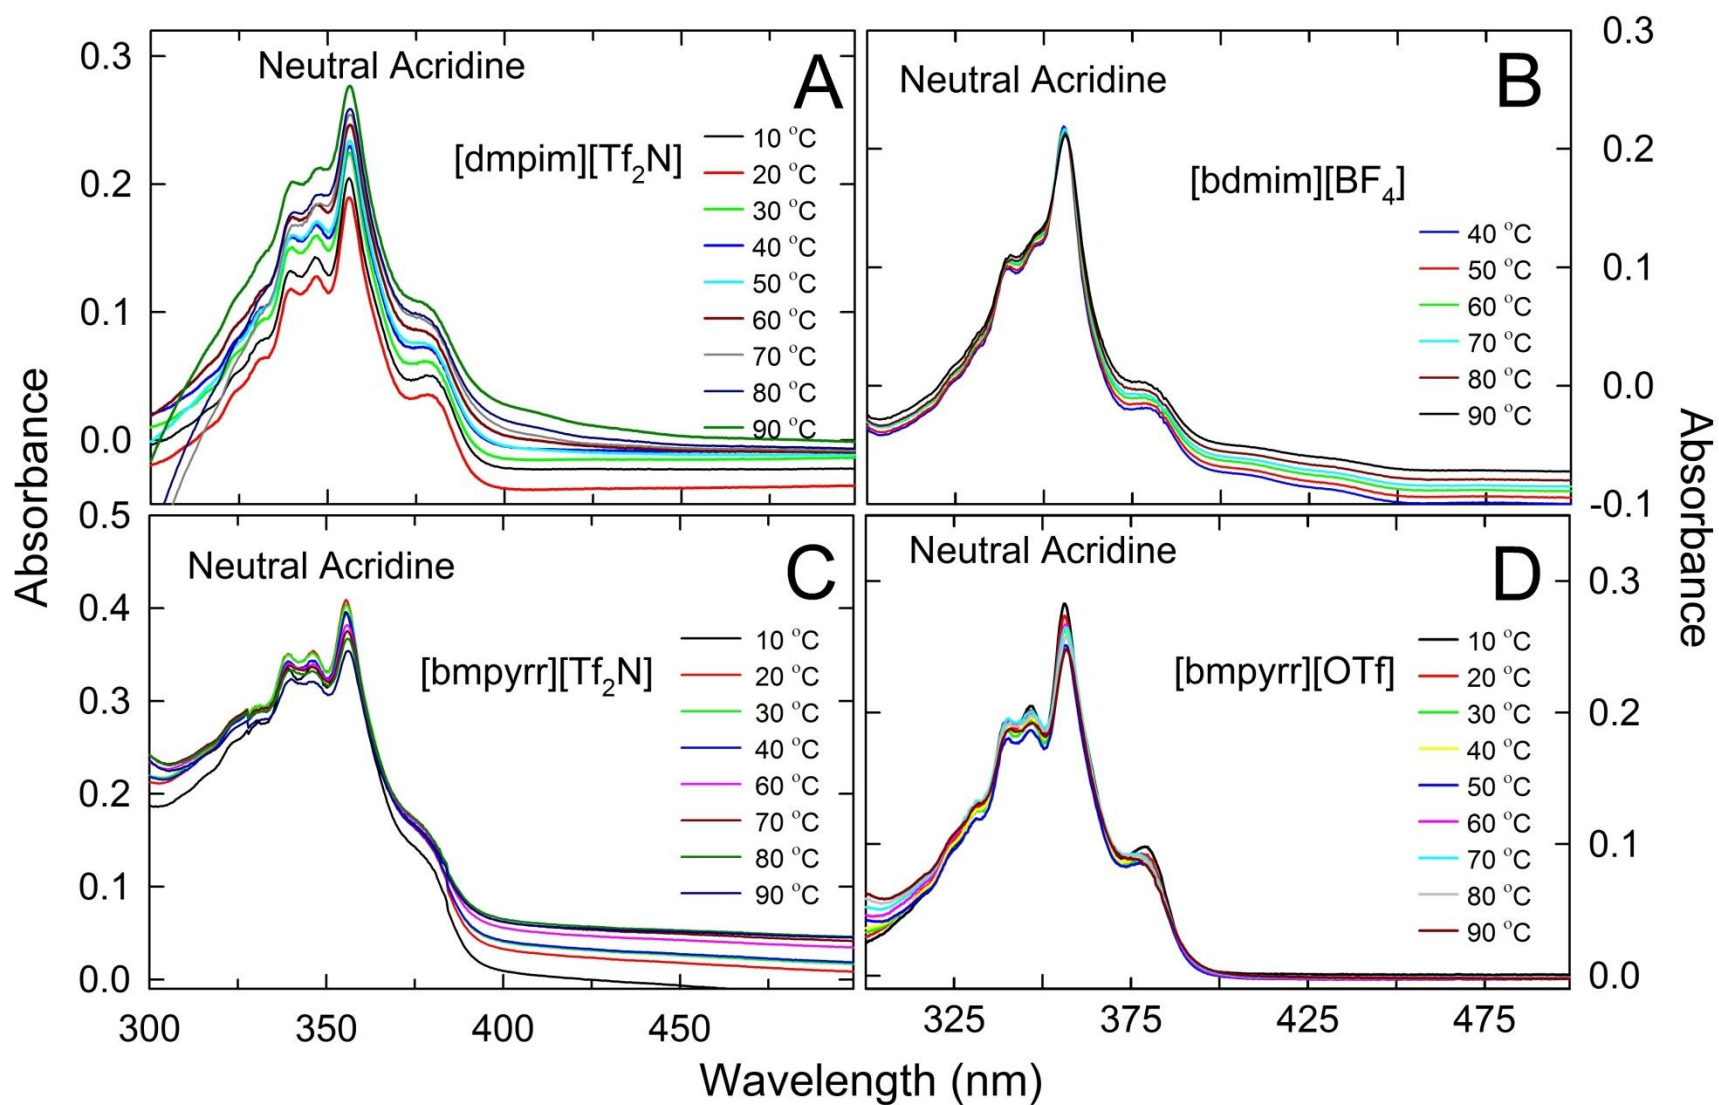 Neutral Acridine
A
[dmpim][Tf₂N]
10 °C
20 °C
30 °C
40 °C
50 °C
60 °C
70 °C
80 °C
90 °C
0.3
0.2
0.1
0.0
Neutral Acridine
B
[bdmim][BF₄]
40 °C
50 °C
60 °C
70 °C
80 °C
90 °C
0.3
0.2
0.1
0.0
-0.1
Absorbance
Absorbance
Neutral Acridine
C
[bmpyrr][Tf₂N]
10 °C
20 °C
30 °C
40 °C
60 °C
70 °C
80 °C
90 °C
0.5
0.4
0.3
0.2
0.1
0.0
300 350 400 450
Neutral Acridine
D
[bmpyrr][OTf]
10 °C
20 °C
30 °C
40 °C
50 °C
60 °C
70 °C
80 °C
90 °C
0.3
0.2
0.1
0.0
325 375 425 475
Wavelength (nm)